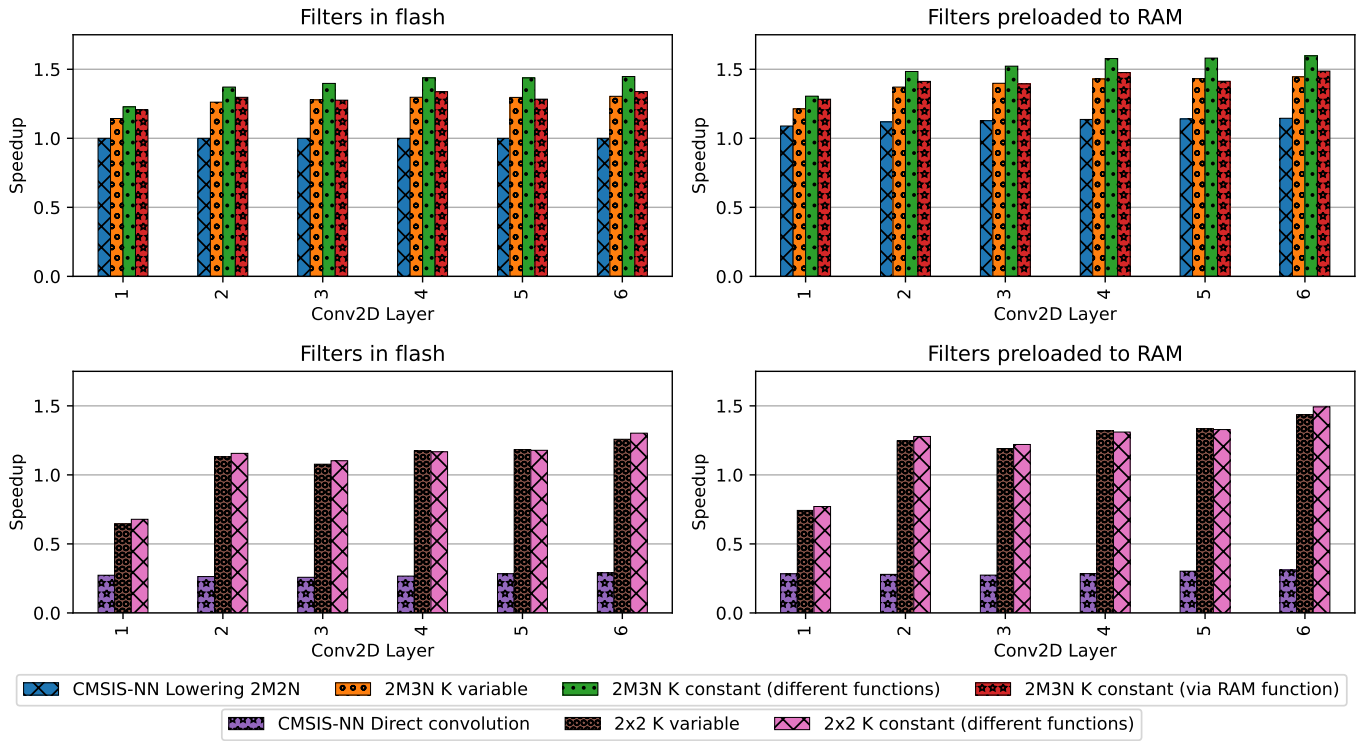 Filters in flash
Filters preloaded to RAM
Speedup
1.5
1.0
0.5
0.0
1 2 3 4 5 6
Conv2D Layer
Speedup
1.5
1.0
0.5
0.0
1 2 3 4 5 6
Conv2D Layer
Filters in flash
Filters preloaded to RAM
Speedup
1.5
1.0
0.5
0.0
1 2 3 4 5 6
Conv2D Layer
Speedup
1.5
1.0
0.5
0.0
1 2 3 4 5 6
Conv2D Layer
CMSIS-NN Lowering 2M2N 2M3N K variable 2M3N K constant (different functions) 2M3N K constant (via RAM function)
CMSIS-NN Direct convolution 2x2 K variable 2x2 K constant (different functions)